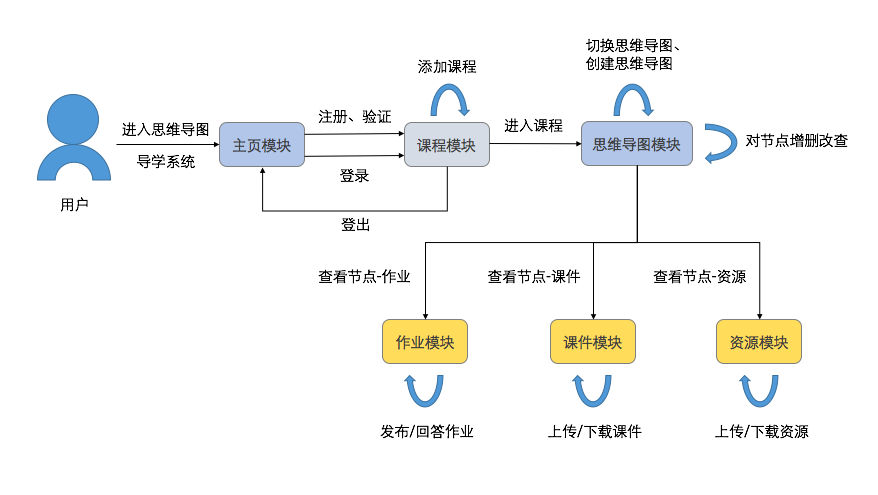 切换思维导图、
创建思维导图
添加课程
进入思维导图
导学系统
用户
主页模块
注册、验证
登录
登出
课程模块
进入课程
思维导图模块
对节点增删改查
查看节点-作业
查看节点-课件
查看节点-资源
作业模块
课件模块
资源模块
发布/回答作业
上传/下载课件
上传/下载资源